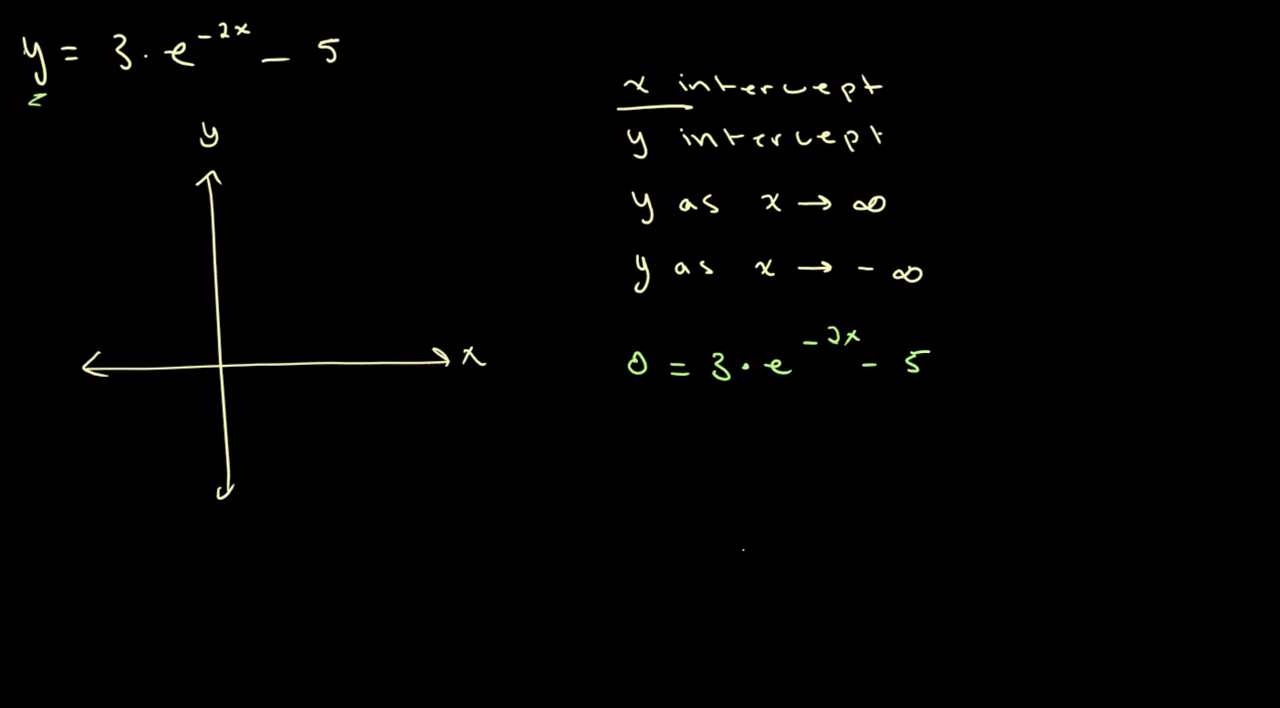 y = 3 · e^{-2x} - 5
x intercept
y intercept
y as x → ∞
y as x → - ∞
0 = 3 · e^{-2x} - 5
y
x